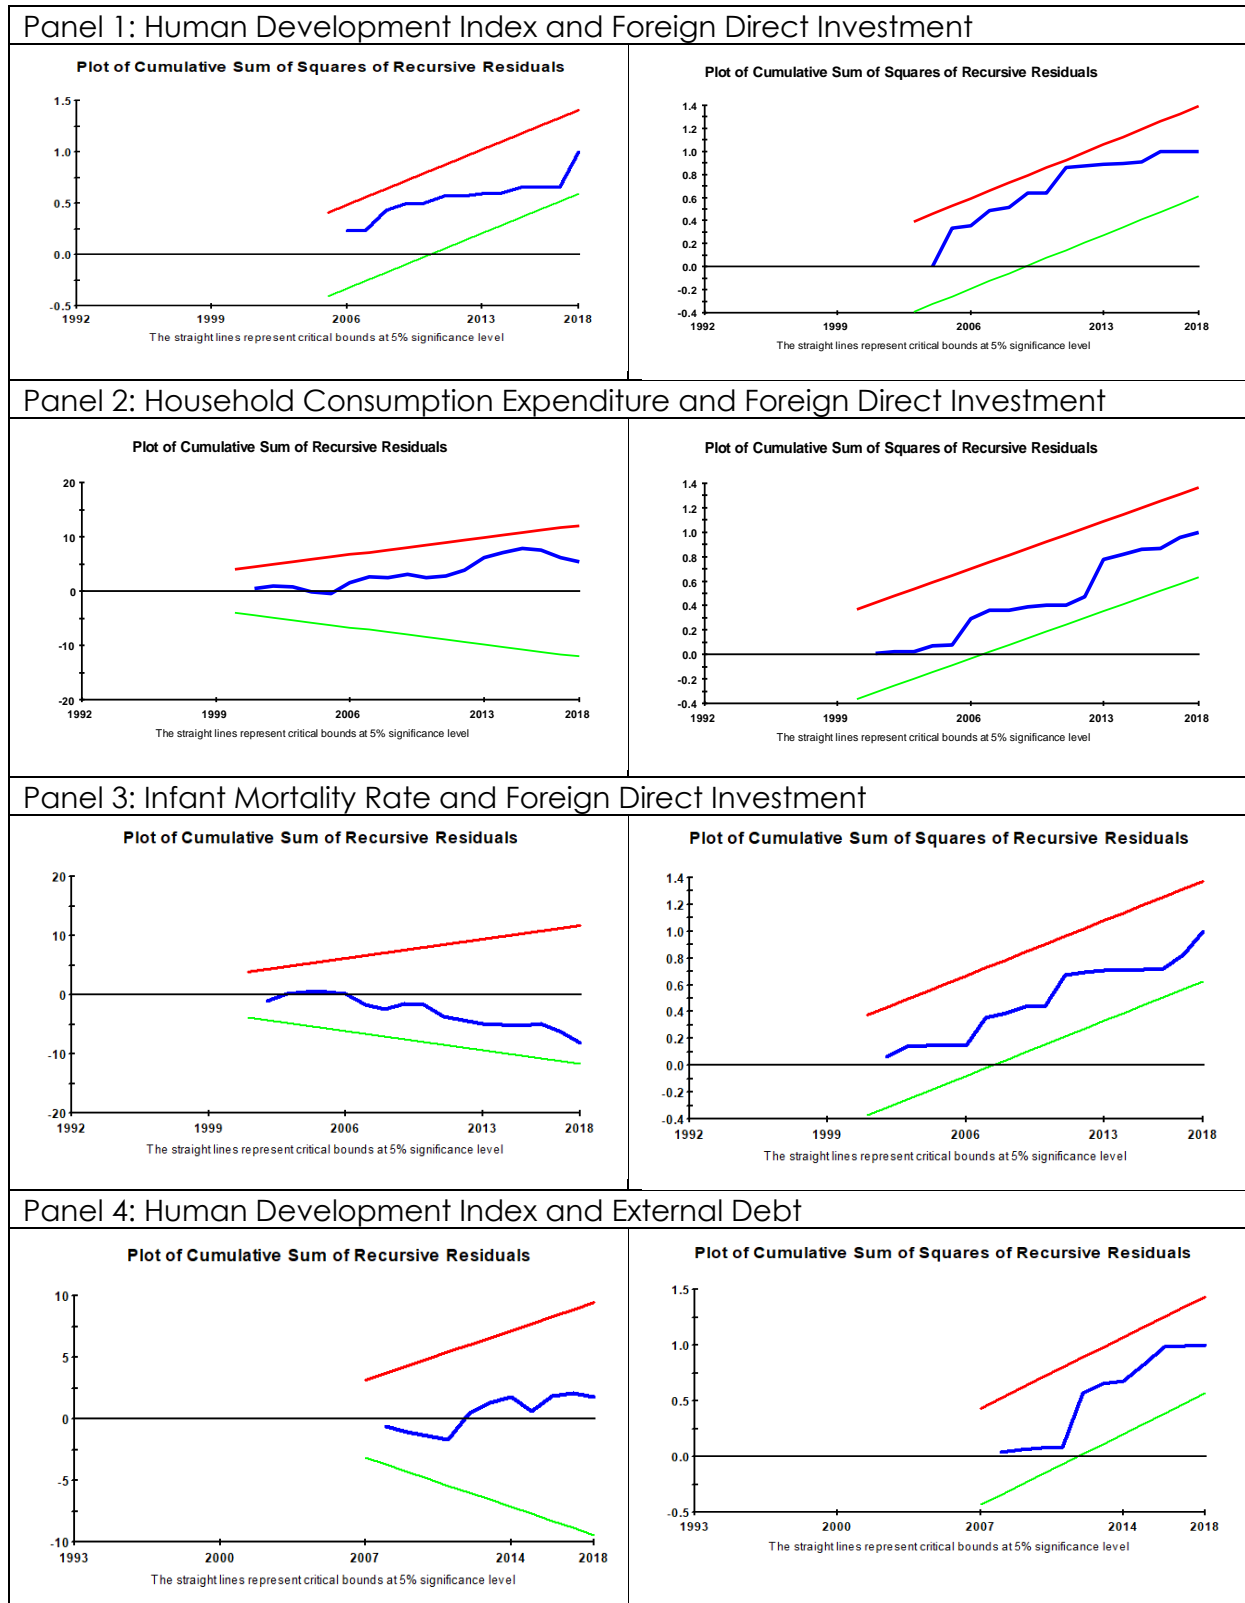 Panel 1: Human Development Index and Foreign Direct Investment
Plot of Cumulative Sum of Squares of Recursive Residuals
1.5
1.0
0.5
0.0
-0.5
1992 1999 2006 2013 2018
The straight lines represent critical bounds at 5% significance level
Plot of Cumulative Sum of Squares of Recursive Residuals
1.4
1.2
1.0
0.8
0.6
0.4
0.2
0.0
-0.2
-0.4
1992 1999 2006 2013 2018
The straight lines represent critical bounds at 5% significance level
Panel 2: Household Consumption Expenditure and Foreign Direct Investment
Plot of Cumulative Sum of Recursive Residuals
20
10
0
-10
-20
1992 1999 2006 2013 2018
The straight lines represent critical bounds at 5% significance level
Plot of Cumulative Sum of Squares of Recursive Residuals
1.4
1.2
1.0
0.8
0.6
0.4
0.2
0.0
-0.2
-0.4
1992 1999 2006 2013 2018
The straight lines represent critical bounds at 5% significance level
Panel 3: Infant Mortality Rate and Foreign Direct Investment
Plot of Cumulative Sum of Recursive Residuals
20
10
0
-10
-20
1992 1999 2006 2013 2018
The straight lines represent critical bounds at 5% significance level
Plot of Cumulative Sum of Squares of Recursive Residuals
1.4
1.2
1.0
0.8
0.6
0.4
0.2
0.0
-0.2
-0.4
1992 1999 2006 2013 2018
The straight lines represent critical bounds at 5% significance level
Panel 4: Human Development Index and External Debt
Plot of Cumulative Sum of Recursive Residuals
10
5
0
-5
-10
1993 2000 2007 2014 2018
The straight lines represent critical bounds at 5% significance level
Plot of Cumulative Sum of Squares of Recursive Residuals
1.5
1.0
0.5
0.0
-0.5
1993 2000 2007 2014 2018
The straight lines represent critical bounds at 5% significance level